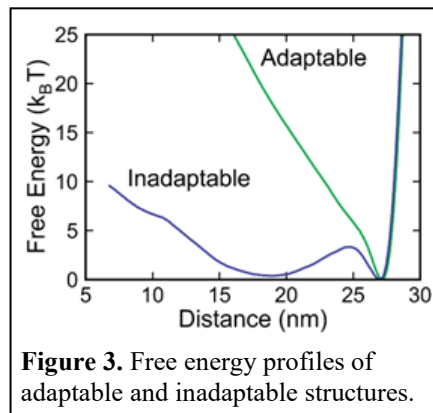 25
20
15
10
5
0
Free Energy (kBT)
Adaptable
Inadaptable
5 10 15 20 25 30
Distance (nm)
Figure 3. Free energy profiles of
adaptable and inadaptable structures.